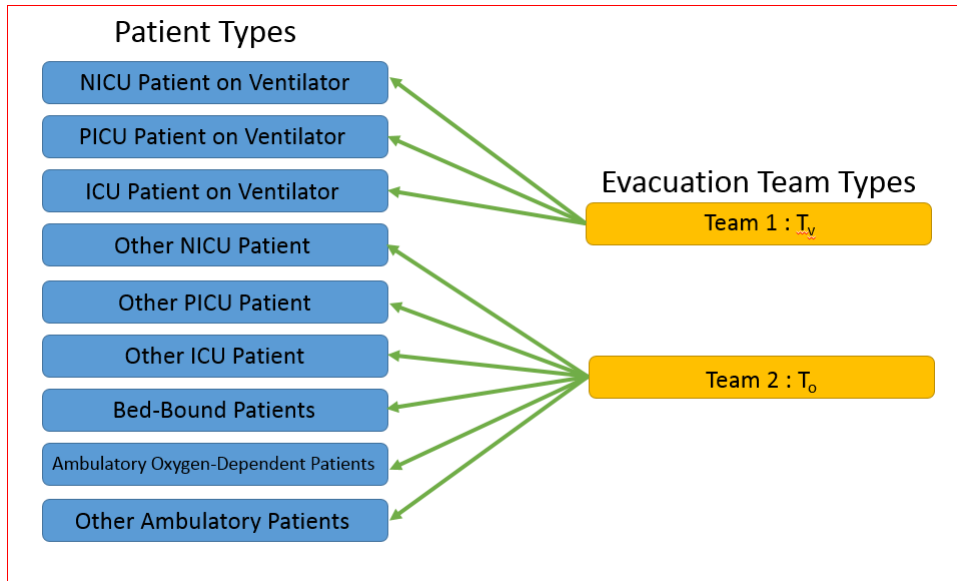 Patient Types
NICU Patient on Ventilator
PICU Patient on Ventilator
ICU Patient on Ventilator
Other NICU Patient
Other PICU Patient
Other ICU Patient
Bed-Bound Patients
Ambulatory Oxygen-Dependent Patients
Other Ambulatory Patients
Evacuation Team Types
Team 1 : Tv
Team 2 : To